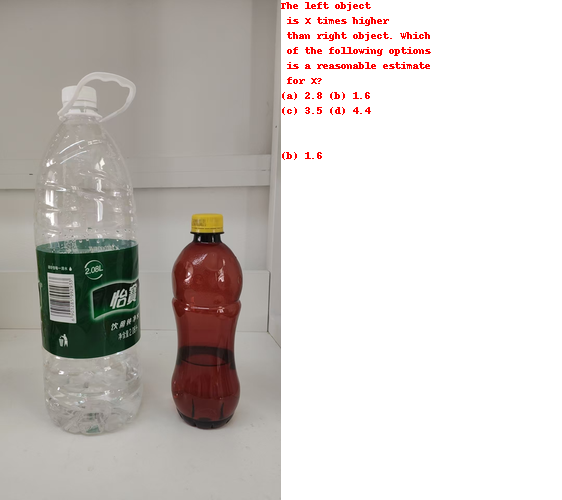 The left object
is X times higher
than right object. Which
of the following options
is a reasonable estimate
for X?
(a) 2.8 (b) 1.6
(c) 3.5 (d) 4.4
(b) 1.6
2.08L
怡寶
饮用纯净